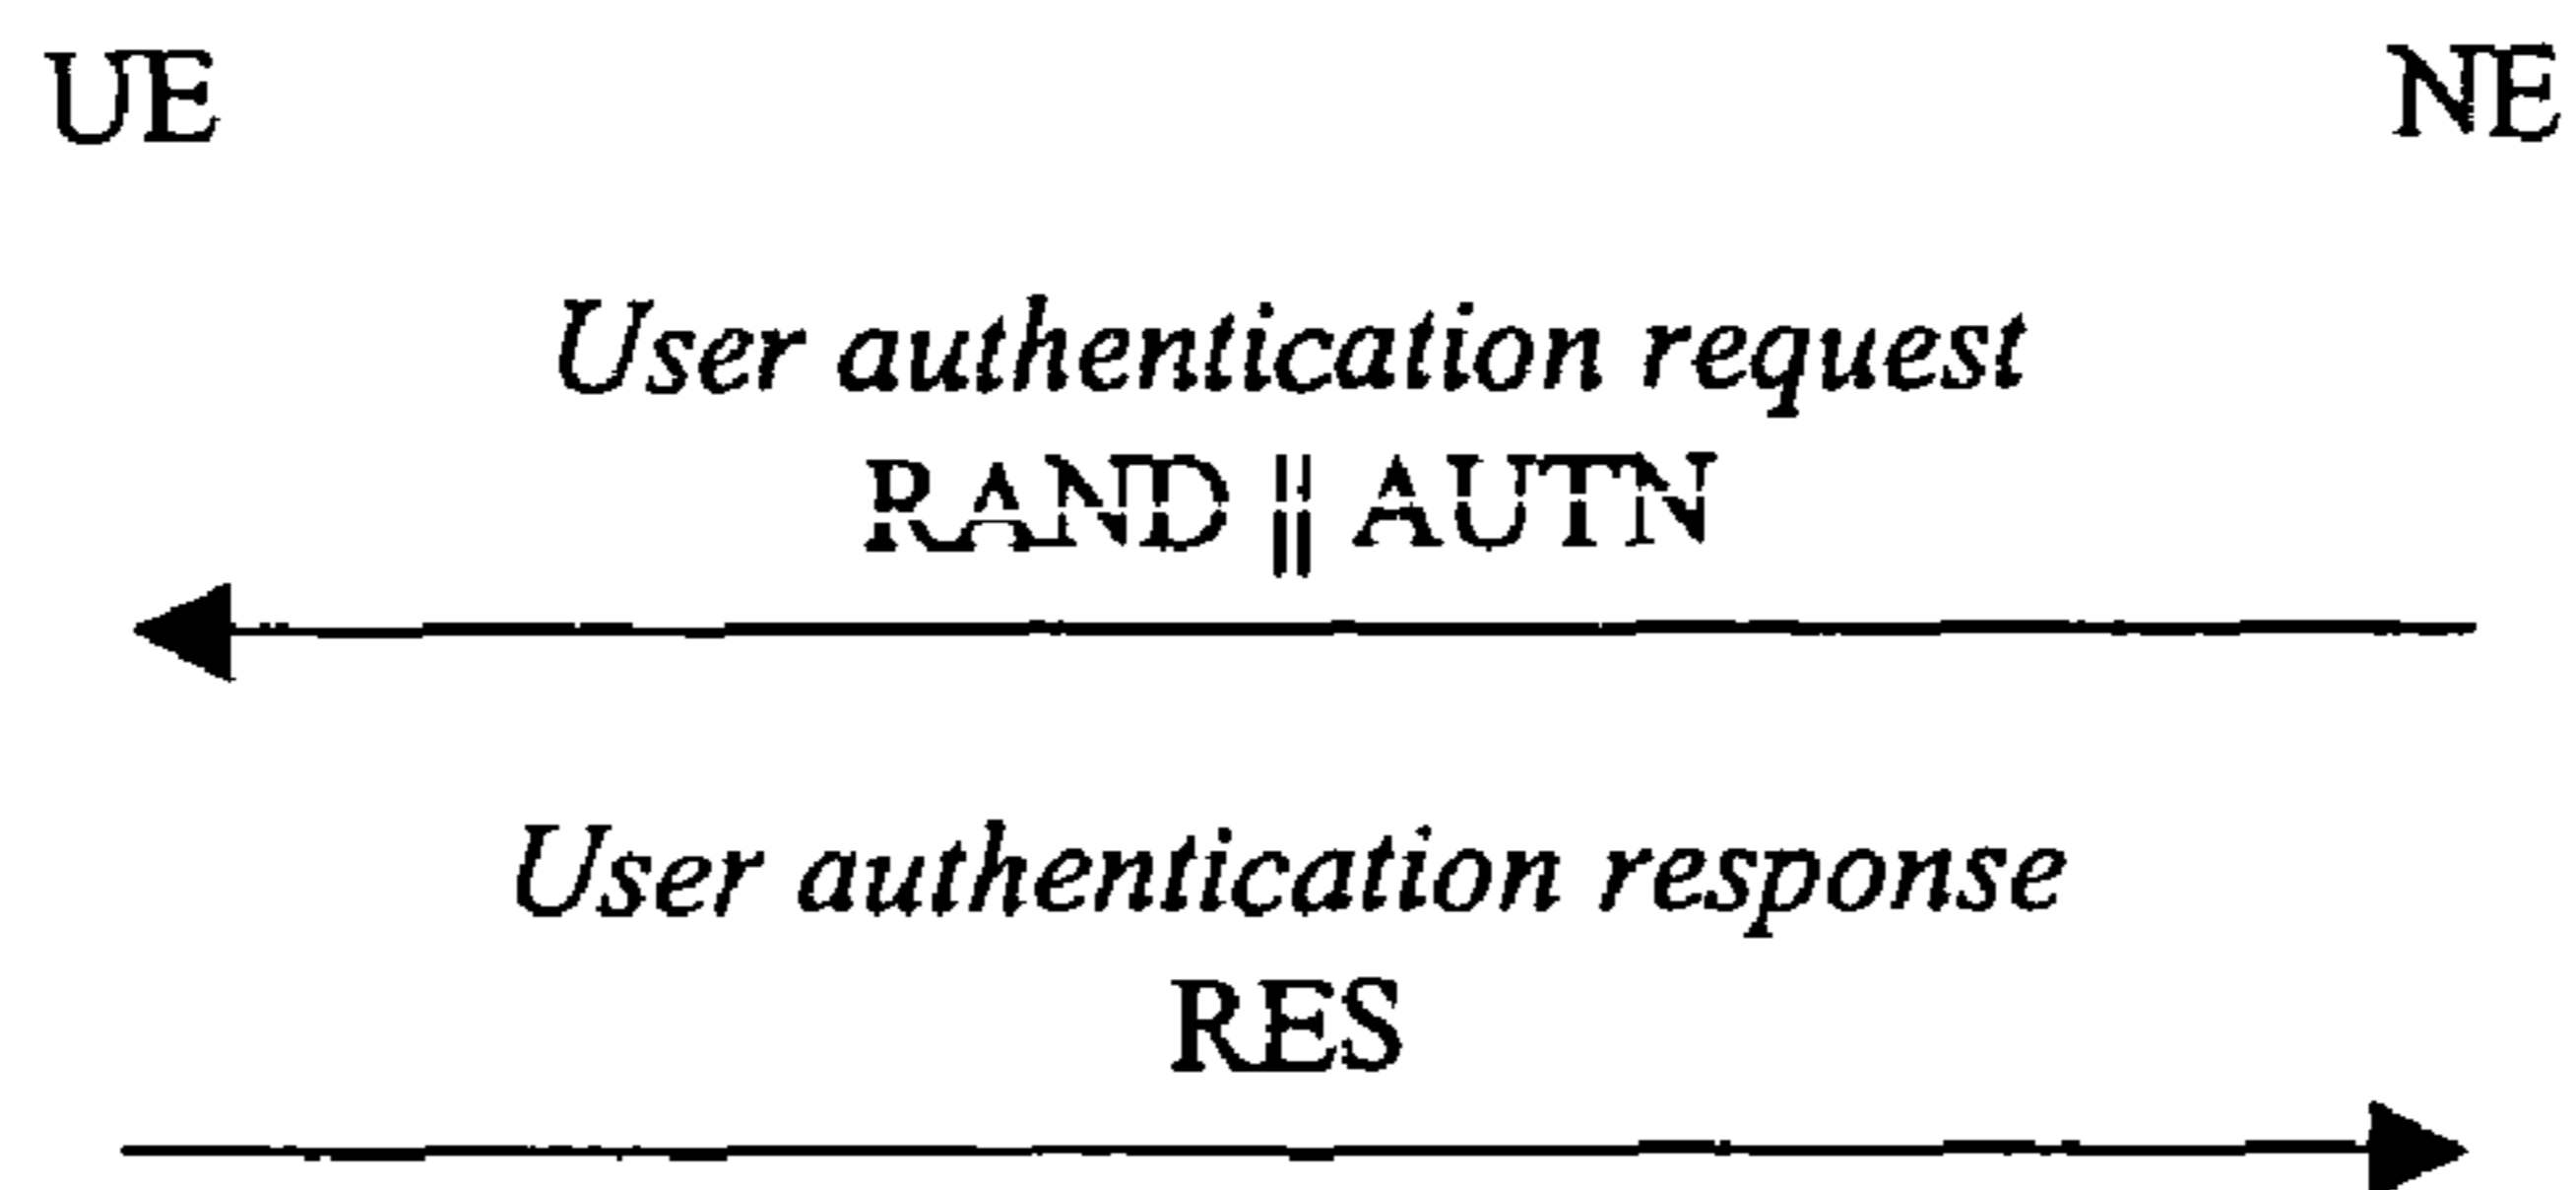 UE NE
User authentication request
RAND || AUTN
User authentication response
RES